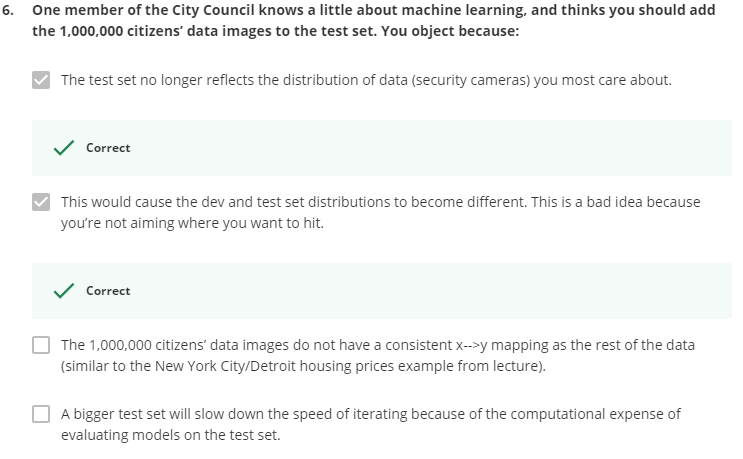 6. One member of the City Council knows a little about machine learning, and thinks you should add
the 1,000,000 citizens' data images to the test set. You object because:
The test set no longer reflects the distribution of data (security cameras) you most care about.
Correct
This would cause the dev and test set distributions to become different. This is a bad idea because
you're not aiming where you want to hit.
Correct
The 1,000,000 citizens' data images do not have a consistent x-->y mapping as the rest of the data
(similar to the New York City/Detroit housing prices example from lecture).
A bigger test set will slow down the speed of iterating because of the computational expense of
evaluating models on the test set.